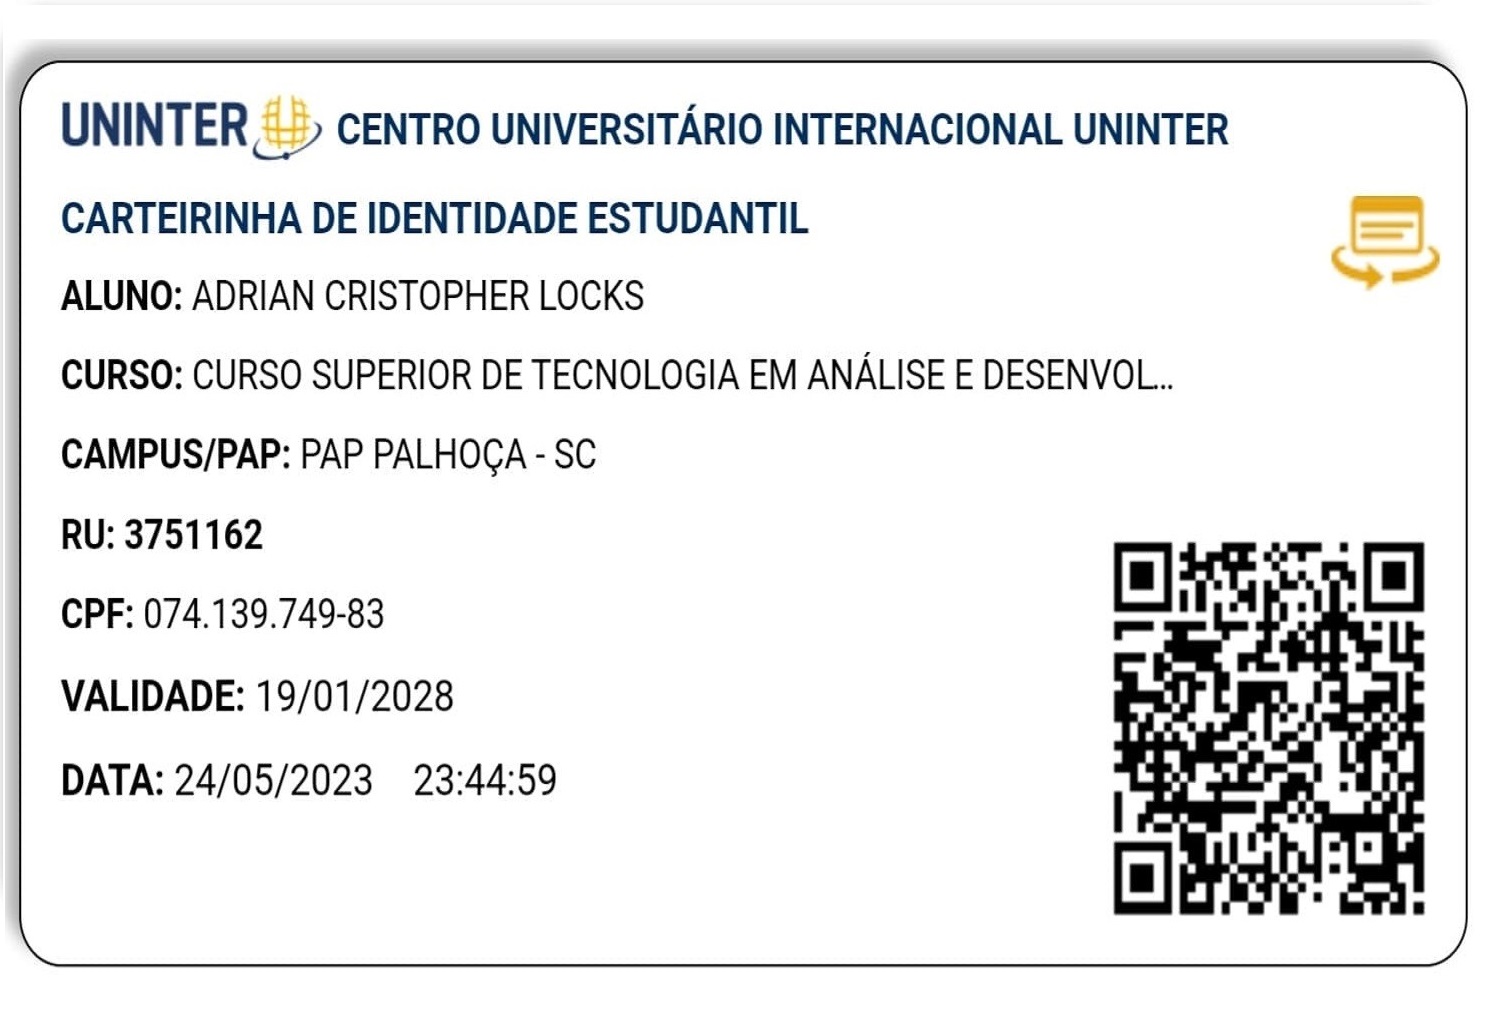 UNINTER CENTRO UNIVERSITÁRIO INTERNACIONAL UNINTER
CARTEIRINHA DE IDENTIDADE ESTUDANTIL
ALUNO: ADRIAN CRISTOPHER LOCKS
CURSO: CURSO SUPERIOR DE TECNOLOGIA EM ANÁLISE E DESENVOL...
CAMPUS/PAP: PAP PALHOÇA - SC
RU: 3751162
CPF: 074.139.749-83
VALIDADE: 19/01/2028
DATA: 24/05/2023 23:44:59